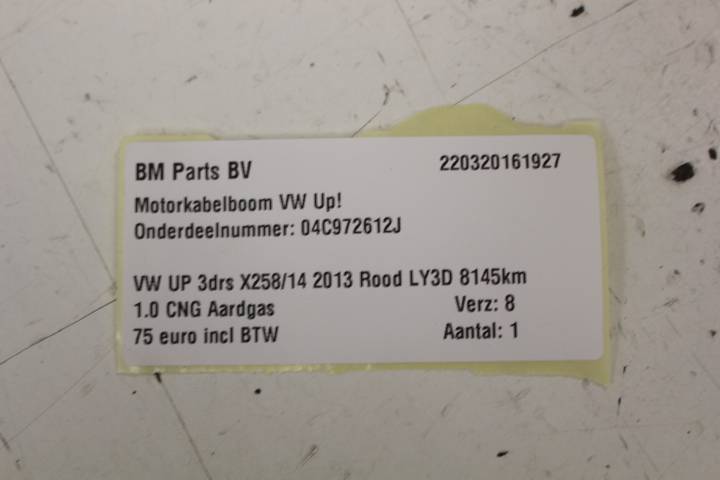 BM Parts BV 220320161927
Motorkabelboom VW Up!
Onderdeelnummer: 04C972612J
VW UP 3drs X258/14 2013 Rood LY3D 8145km
1.0 CNG Aardgas Verz: 8
75 euro incl BTW Aantal: 1